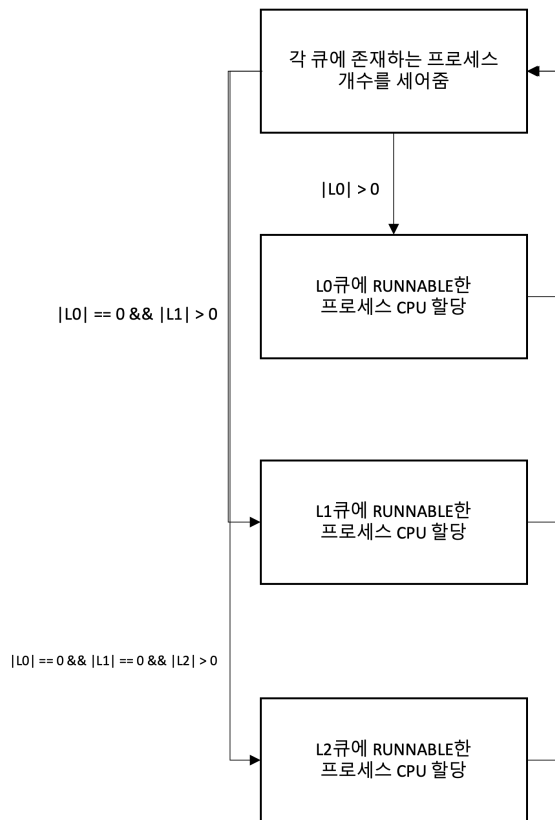 각 큐에 존재하는 프로세스
개수를 세어줌
|L0| > 0
L0큐에 RUNNABLE한
프로세스 CPU 할당
|L0| == 0 && |L1| > 0
L1큐에 RUNNABLE한
프로세스 CPU 할당
|L0| == 0 && |L1| == 0 && |L2| > 0
L2큐에 RUNNABLE한
프로세스 CPU 할당